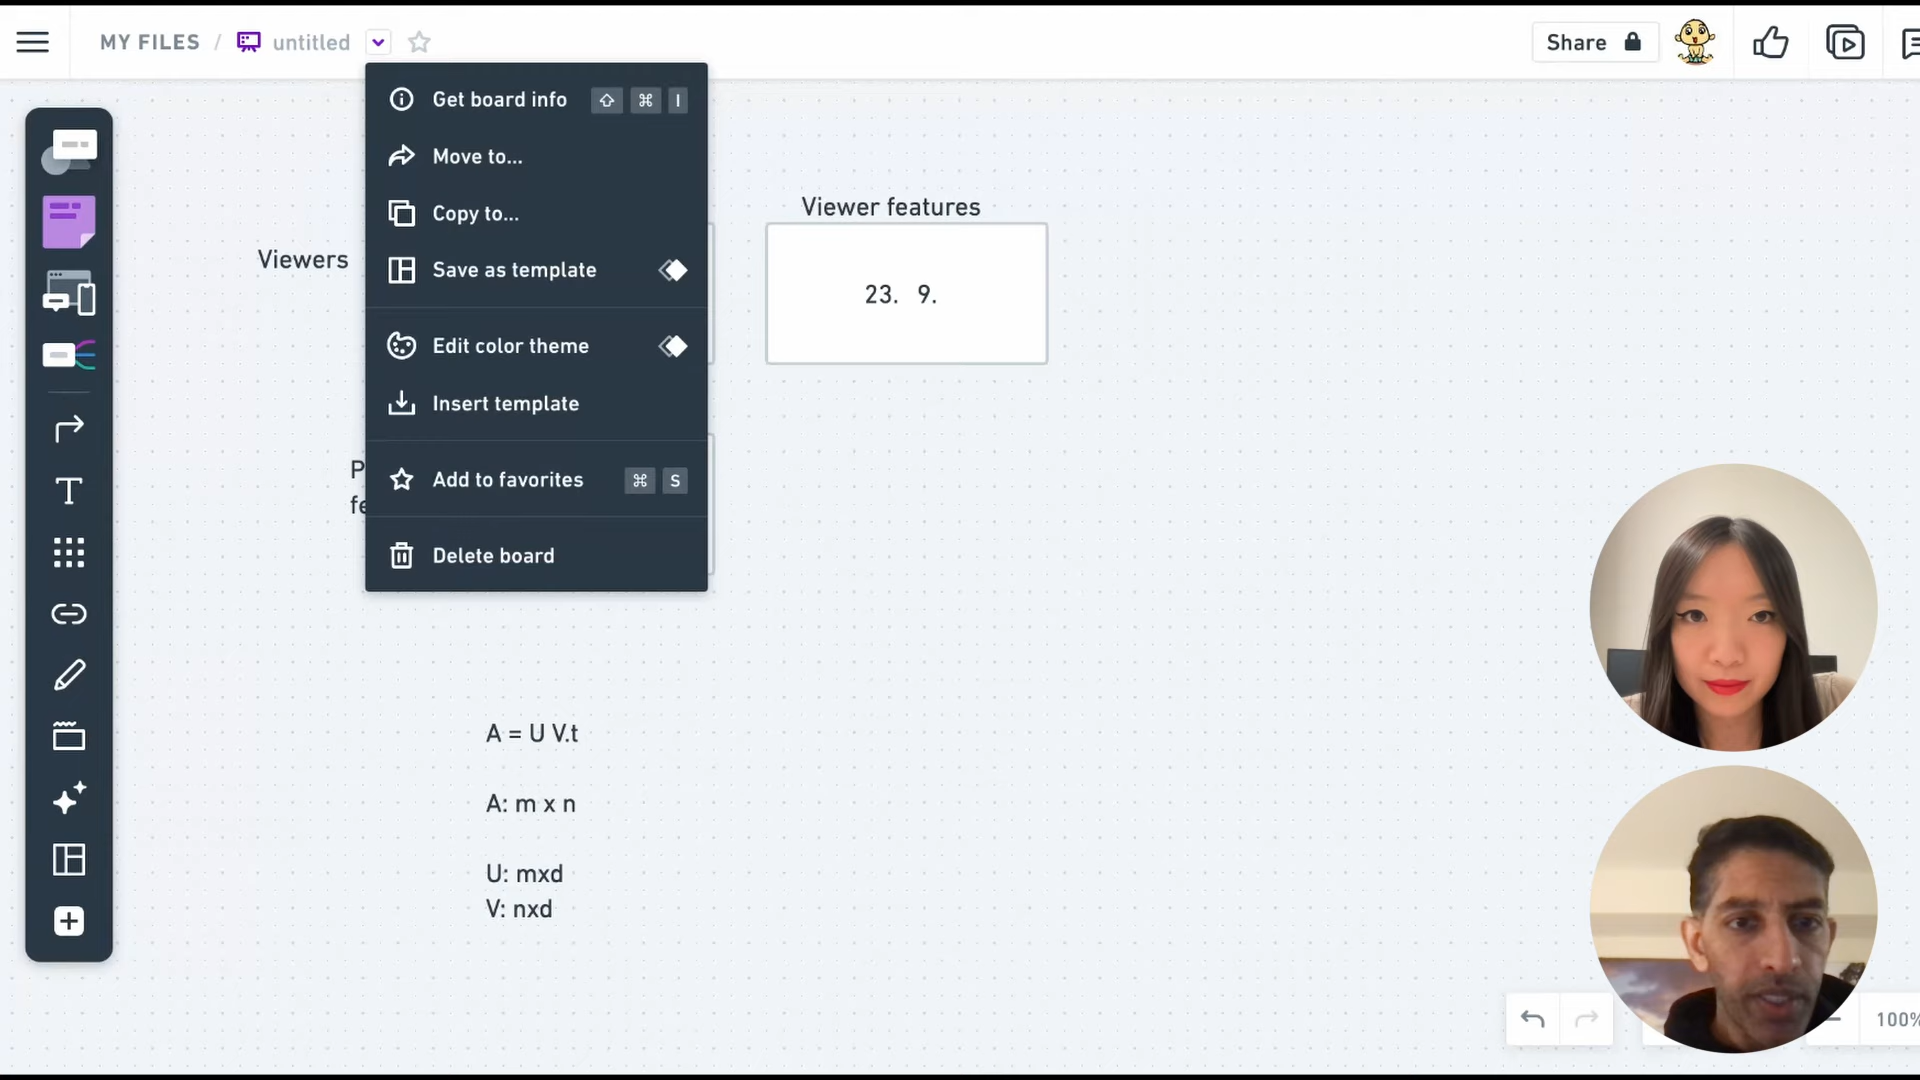 MY FILES / untitled
Share
Get board info ⇧ ⌘ I
Move to...
Copy to...
Save as template
Edit color theme
Insert template
Add to favorites ⌘ S
Delete board
Viewers
Viewer features
23. 9.
A = U V.t
A: m x n
U: mxd
V: nxd
100%